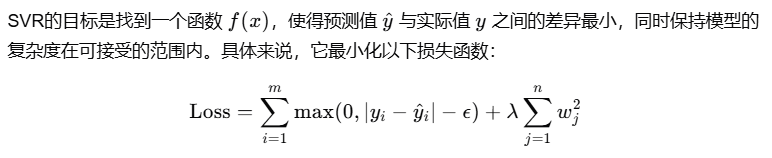 SVR的目标是找到一个函数 f(x)，使得预测值 ŷ 与实际值 y 之间的差异最小，同时保持模型的
复杂度在可接受的范围内。具体来说，它最小化以下损失函数：
Loss = ∑_{i=1}^{m} max(0, |y_i − ŷ_i| − ϵ) + λ ∑_{j=1}^{n} w_j^2